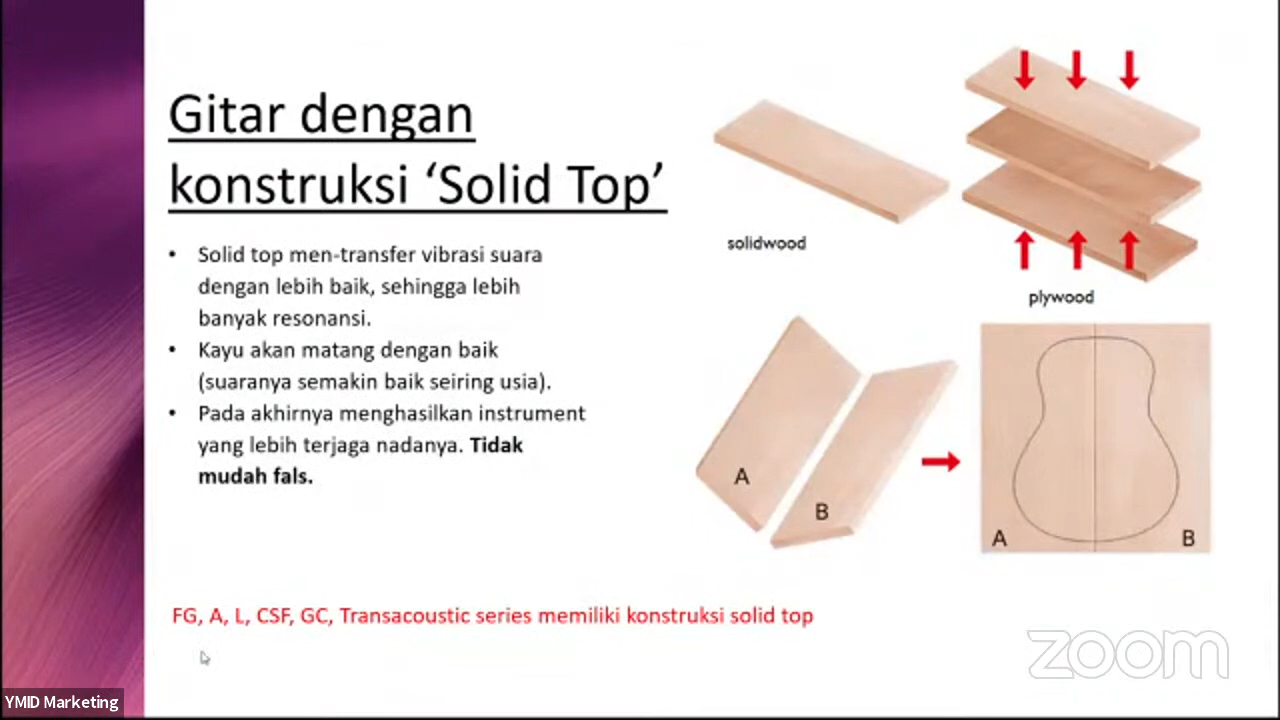 Gitar dengan
konstruksi ‘Solid Top’
• Solid top men-transfer vibrasi suara
dengan lebih baik, sehingga lebih
banyak resonansi.
• Kayu akan matang dengan baik
(suaranya semakin baik seiring usia).
• Pada akhirnya menghasilkan instrument
yang lebih terjaga nadanya. Tidak
mudah fals.
solidwood
plywood
A
B
A
B
FG, A, L, CSF, GC, Transacoustic series memiliki konstruksi solid top
zoom
YMID Marketing